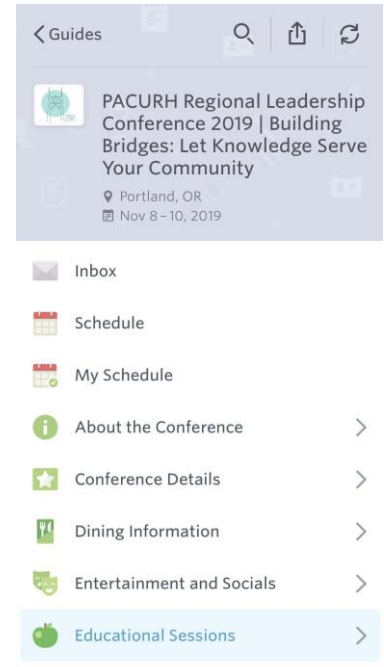 Guides
PACURH Regional Leadership
Conference 2019 | Building
Bridges: Let Knowledge Serve
Your Community
Portland, OR
Nov 8–10, 2019
Inbox
Schedule
My Schedule
About the Conference
Conference Details
Dining Information
Entertainment and Socials
Educational Sessions